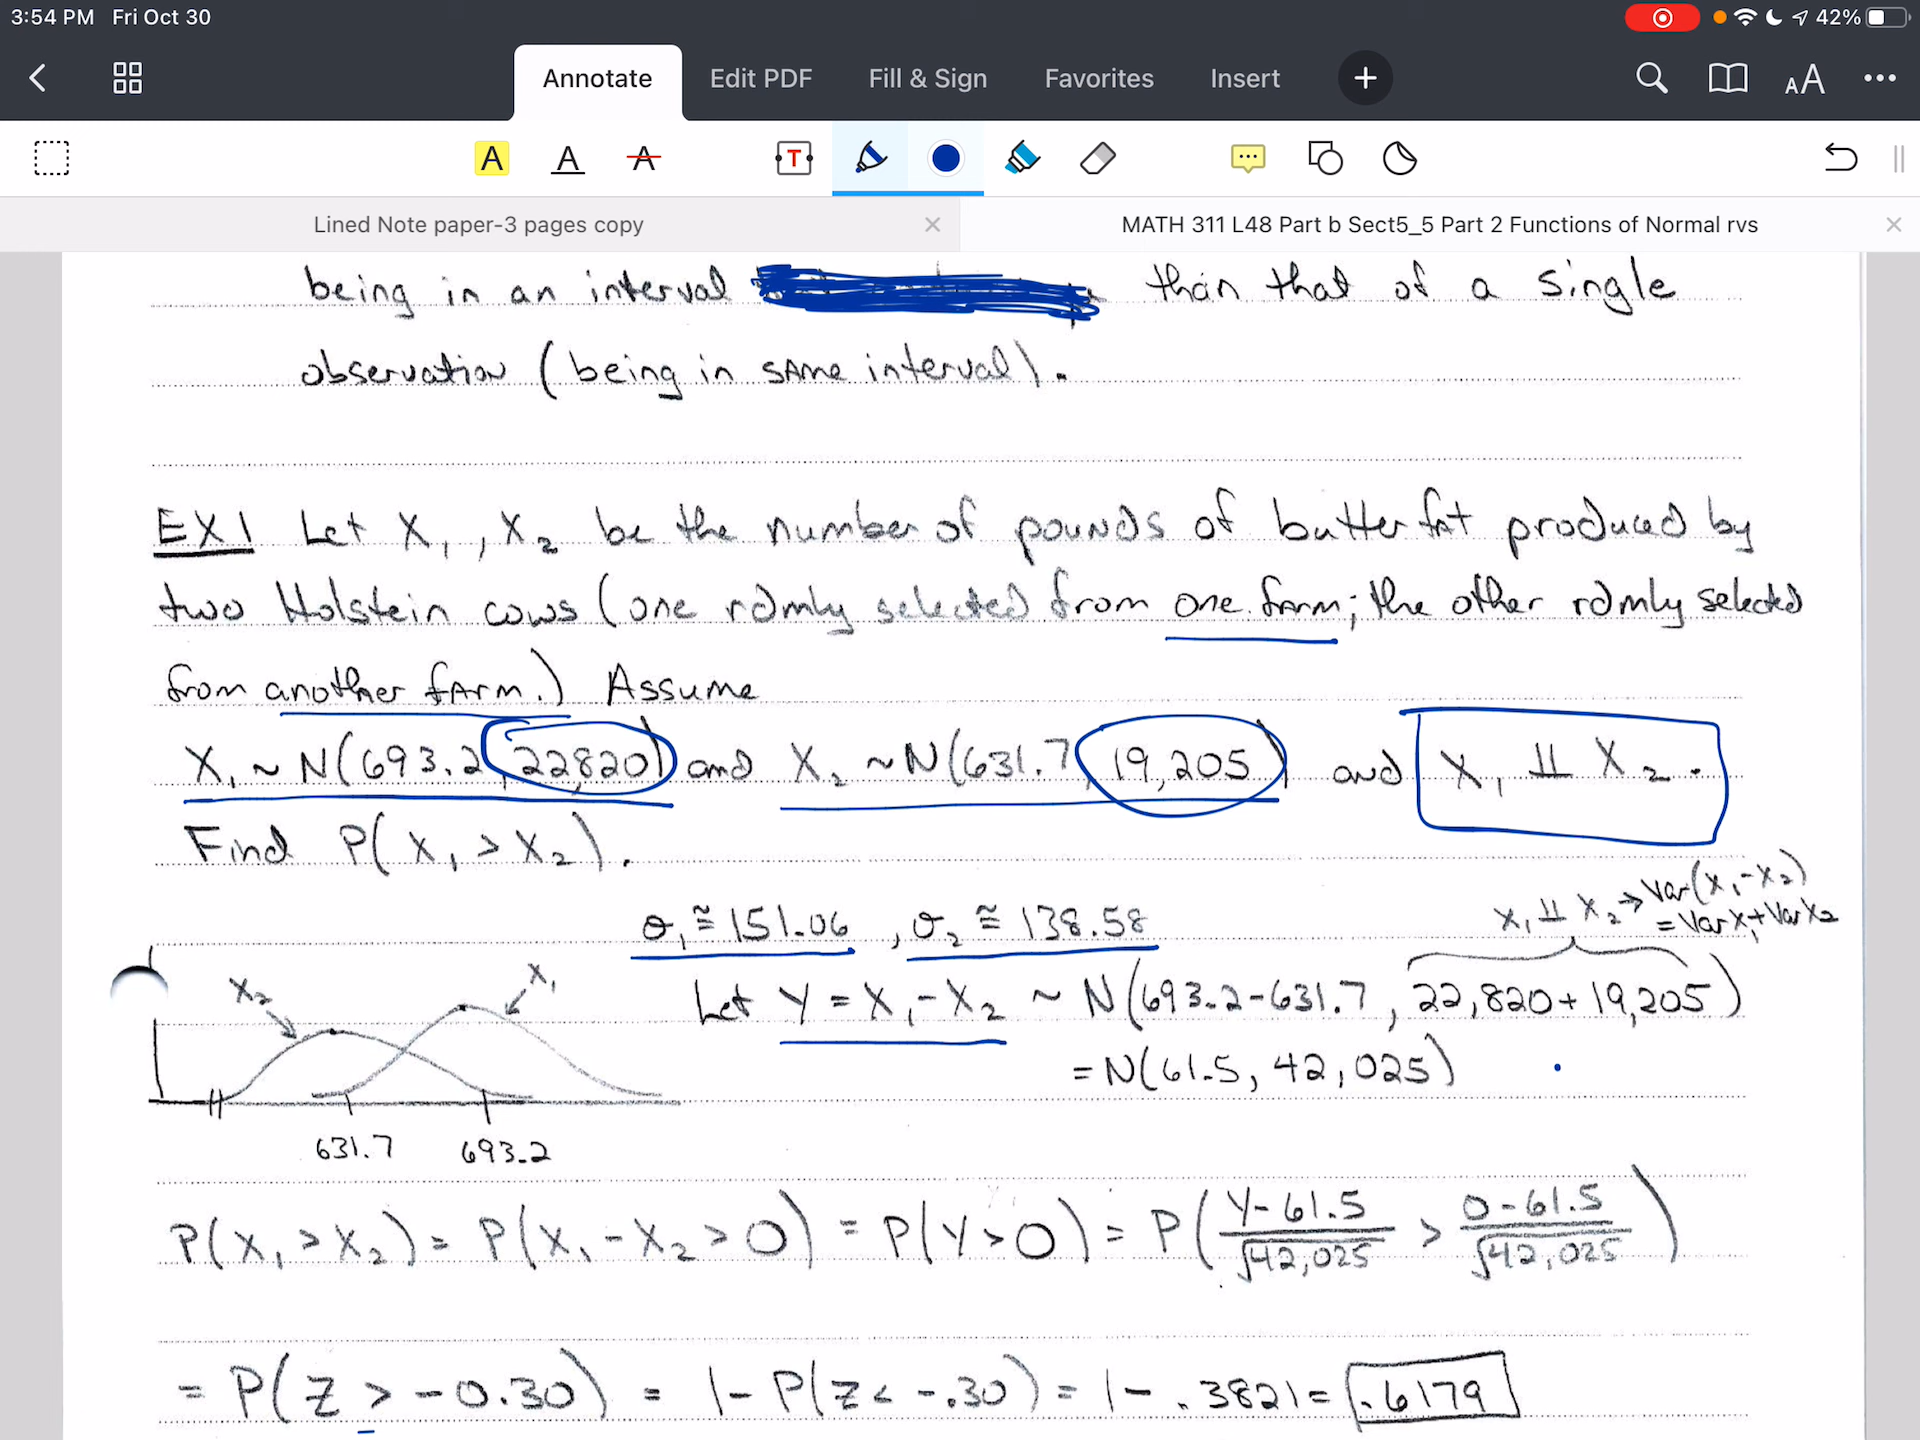 3:54 PM Fri Oct 30 42%
Annotate Edit PDF Fill & Sign Favorites Insert
Lined Note paper-3 pages copy MATH 311 L48 Part b Sect5_5 Part 2 Functions of Normal rvs
being in an interval than that of a single
observation (being in same interval).
EX1 Let X₁, X₂ be the number of pounds of butterfat produced by
two Holstein cows (one rdmly selected from one farm; the other rdmly selected
from another farm.) Assume
X₁ ~ N(693.2, 22,820) and X₂ ~ N(631.7, 19,205) and X₁ ⫫ X₂.
Find P(X₁ > X₂).
X₁ ⫫ X₂ → Var(X₁-X₂)
= Var X₁ + Var X₂
σ₁ ≅ 151.06, σ₂ ≅ 138.58
X₂ X₁
Let Y = X₁ - X₂ ~ N(693.2-631.7, 22,820+19,205)
= N(61.5, 42,025)
631.7 693.2
P(X₁ > X₂) = P(X₁ - X₂ > 0) = P(Y > 0) = P( (Y-61.5)/√42,025 > (0-61.5)/√42,025 )
= P(Z > -0.30) = 1 - P(Z < -.30) = 1 - .3821 = .6179